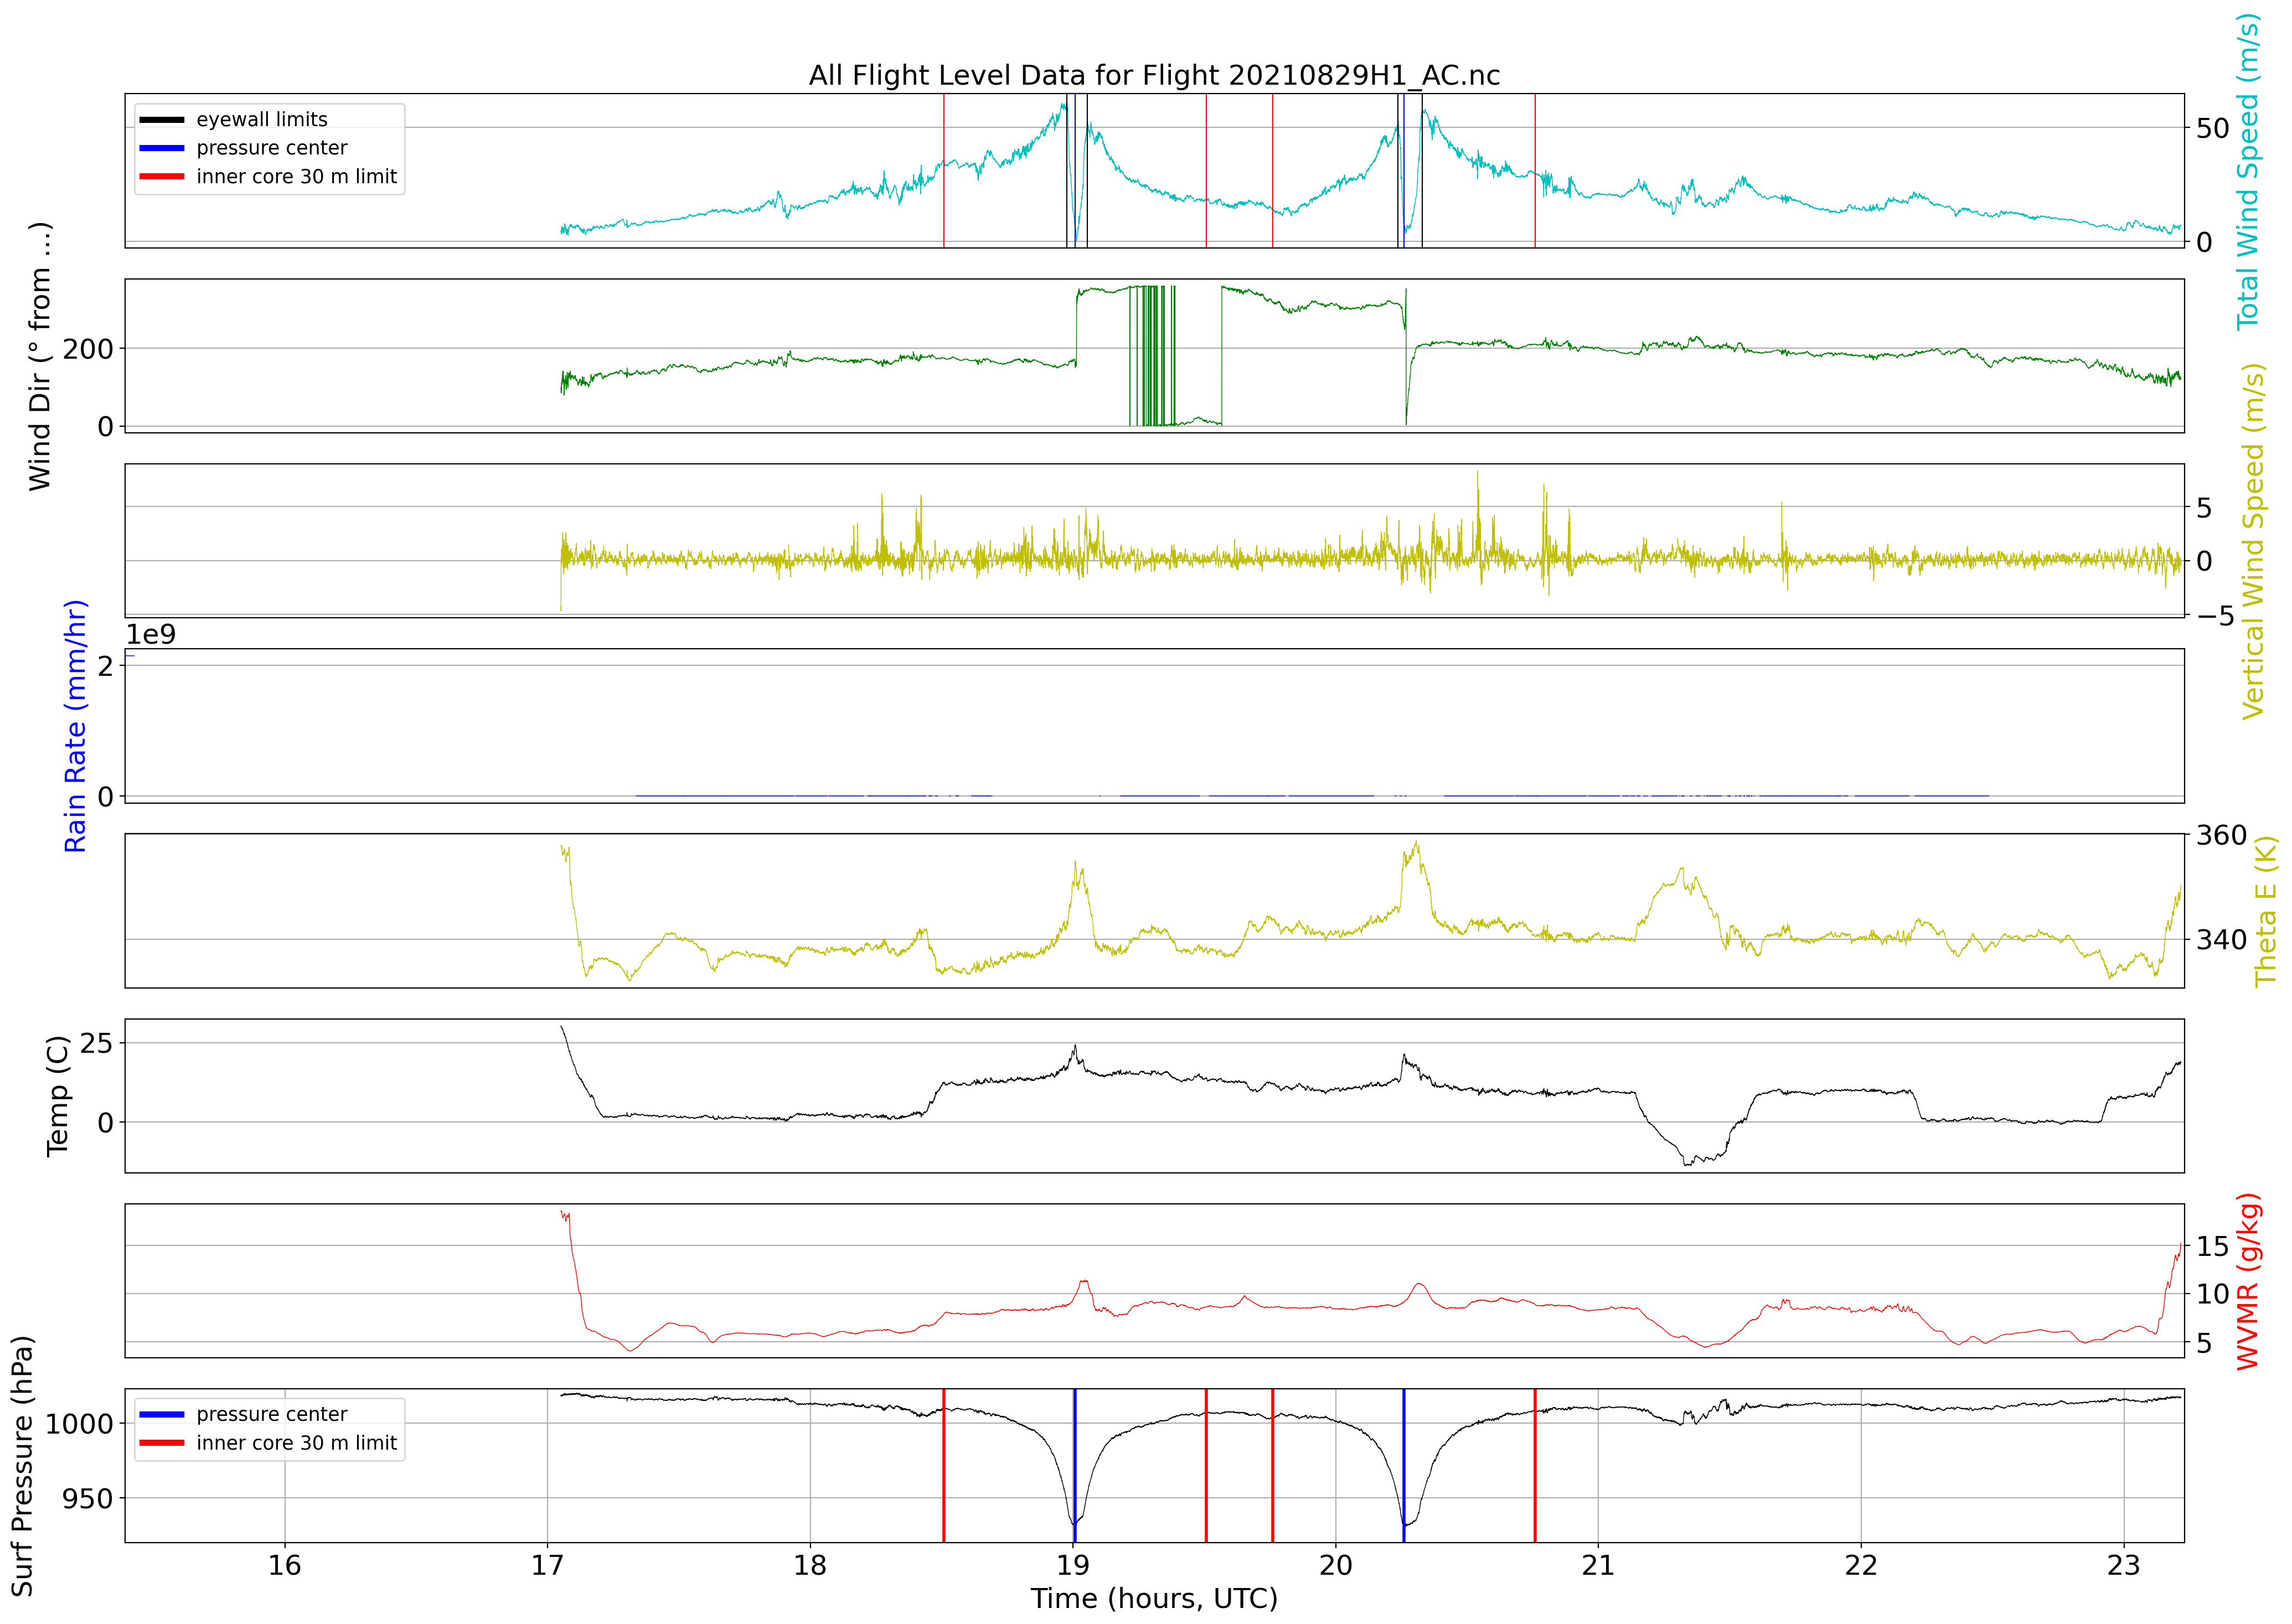 All Flight Level Data for Flight 20210829H1_AC.nc
eyewall limits
pressure center
inner core 30 m limit
50
0
Total Wind Speed (m/s)
Wind Dir (° from ...)
200
0
5
0
−5
Vertical Wind Speed (m/s)
1e9
Rain Rate (mm/hr)
2
0
360
340
Theta E (K)
Temp (C)
25
0
15
10
5
WVMR (g/kg)
Surf Pressure (hPa)
1000
950
pressure center
inner core 30 m limit
16 17 18 19 20 21 22 23
Time (hours, UTC)